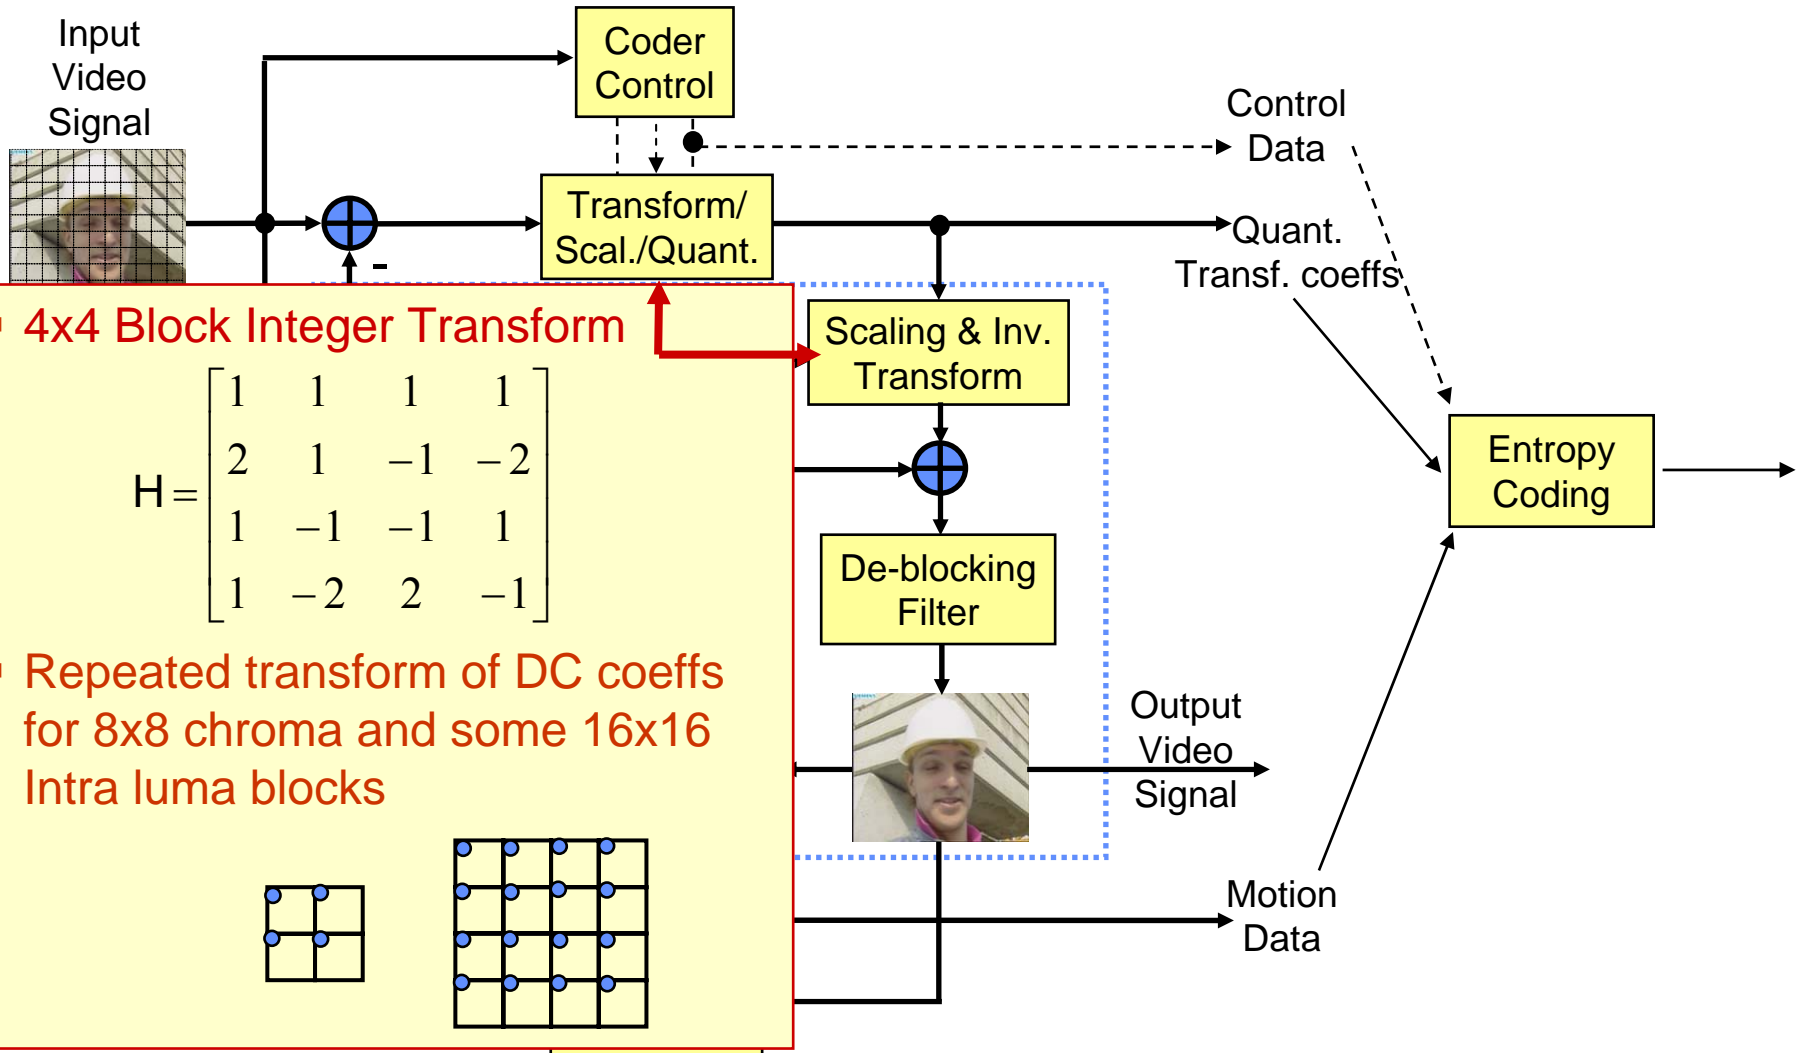 Input
Video
Signal
Coder
Control
Control
Data
Transform/
Scal./Quant.
Quant.
Transf. coeffs
-
4x4 Block Integer Transform
H = [ 1 1 1 1
2 1 −1 −2
1 −1 −1 1
1 −2 2 −1 ]
Repeated transform of DC coeffs
for 8x8 chroma and some 16x16
Intra luma blocks
Scaling & Inv.
Transform
De-blocking
Filter
Entropy
Coding
Output
Video
Signal
Motion
Data